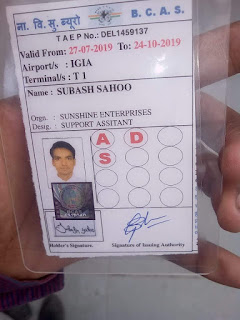 ना. वि. सु. ब्यूरो B. C. A. S.
T A E P No.: DEL1459137
Valid From: 27-07-2019 To: 24-10-2019
Airport/s : IGIA
Terminal/s : T 1
Name : SUBASH SAHOO
Orgn. : SUNSHINE ENTERPRISES
Desig. : SUPPORT ASSITANT
A D
S
Holder's Signature. Signature of Issuing Authority.